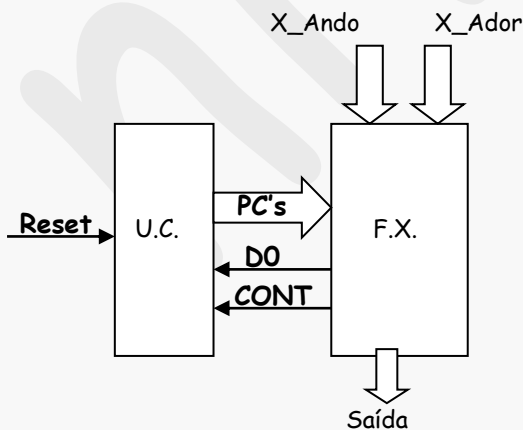 X_Ando X_Ador
PC's
Reset U.C. F.X.
D0
CONT
Saída